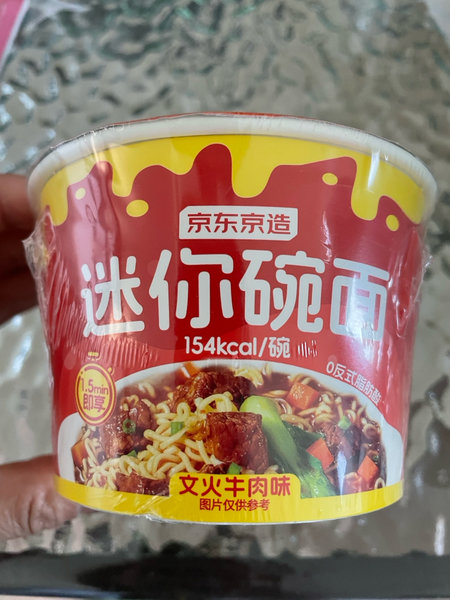 京东京造
迷你碗面
154kcal/碗
0反式脂肪酸
1.5min
即享
文火牛肉味
图片仅供参考